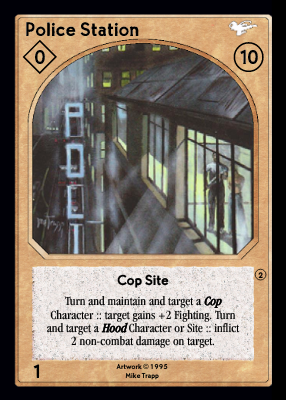 Police Station
0
10
Cop Site
2
Turn and maintain and target a Cop
Character :: target gains +2 Fighting. Turn
and target a Hood Character or Site :: inflict
2 non-combat damage on target.
1
Artwork © 1995
Mike Trapp